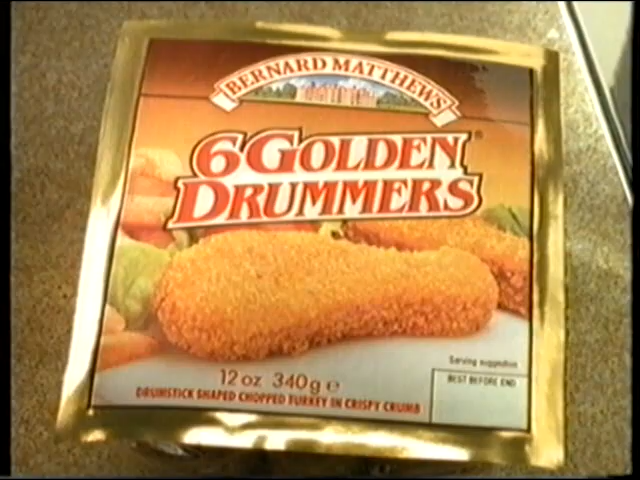 BERNARD MATTHEWS
6 GOLDEN
DRUMMERS®
12 oz 340g e
DRUMSTICK SHAPED CHOPPED TURKEY IN CRISPY CRUMB
Serving suggestion
BEST BEFORE END